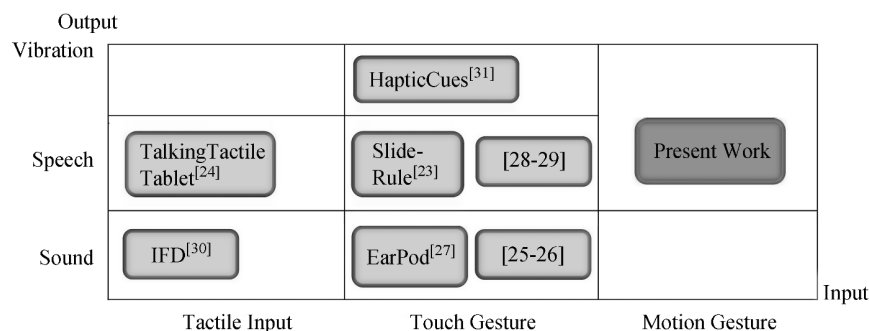 Output
Vibration
HapticCues[31]
Speech
TalkingTactile
Tablet[24]
Slide-
Rule[23]
[28-29]
Present Work
Sound
IFD[30]
EarPod[27]
[25-26]
Input
Tactile Input
Touch Gesture
Motion Gesture